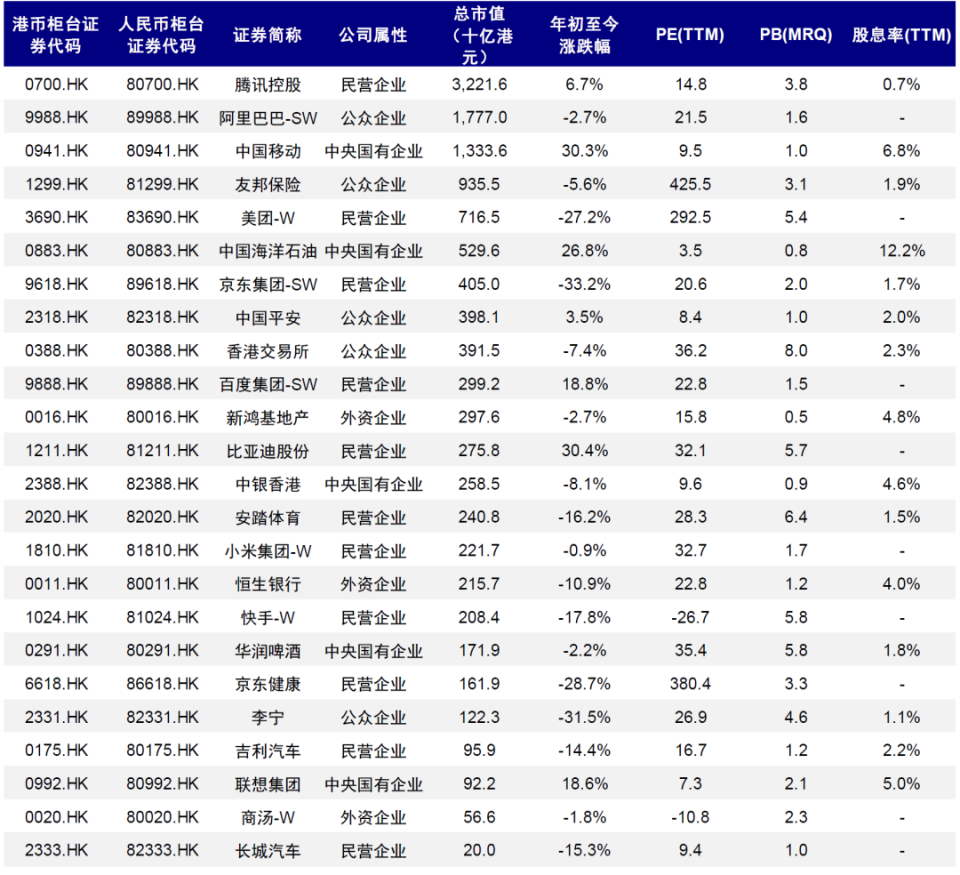 港币柜台证券代码 人民币柜台证券代码 证券简称 公司属性 总市值（十亿港元） 年初至今涨跌幅 PE(TTM) PB(MRQ) 股息率(TTM)
0700.HK 80700.HK 腾讯控股 民营企业 3,221.6 6.7% 14.8 3.8 0.7%
9988.HK 89988.HK 阿里巴巴-SW 公众企业 1,777.0 -2.7% 21.5 1.6 -
0941.HK 80941.HK 中国移动 中央国有企业 1,333.6 30.3% 9.5 1.0 6.8%
1299.HK 81299.HK 友邦保险 公众企业 935.5 -5.6% 425.5 3.1 1.9%
3690.HK 83690.HK 美团-W 民营企业 716.5 -27.2% 292.5 5.4 -
0883.HK 80883.HK 中国海洋石油 中央国有企业 529.6 26.8% 3.5 0.8 12.2%
9618.HK 89618.HK 京东集团-SW 民营企业 405.0 -33.2% 20.6 2.0 1.7%
2318.HK 82318.HK 中国平安 公众企业 398.1 3.5% 8.4 1.0 2.0%
0388.HK 80388.HK 香港交易所 公众企业 391.5 -7.4% 36.2 8.0 2.3%
9888.HK 89888.HK 百度集团-SW 民营企业 299.2 18.8% 22.8 1.5 -
0016.HK 80016.HK 新鸿基地产 外资企业 297.6 -2.7% 15.8 0.5 4.8%
1211.HK 81211.HK 比亚迪股份 民营企业 275.8 30.4% 32.1 5.7 -
2388.HK 82388.HK 中银香港 中央国有企业 258.5 -8.1% 9.6 0.9 4.6%
2020.HK 82020.HK 安踏体育 民营企业 240.8 -16.2% 28.3 6.4 1.5%
1810.HK 81810.HK 小米集团-W 民营企业 221.7 -0.9% 32.7 1.7 -
0011.HK 80011.HK 恒生银行 外资企业 215.7 -10.9% 22.8 1.2 4.0%
1024.HK 81024.HK 快手-W 民营企业 208.4 -17.8% -26.7 5.8 -
0291.HK 80291.HK 华润啤酒 中央国有企业 171.9 -2.2% 35.4 5.8 1.8%
6618.HK 86618.HK 京东健康 民营企业 161.9 -28.7% 380.4 3.3 -
2331.HK 82331.HK 李宁 公众企业 122.3 -31.5% 26.9 4.6 1.1%
0175.HK 80175.HK 吉利汽车 民营企业 95.9 -14.4% 16.7 1.2 2.2%
0992.HK 80992.HK 联想集团 中央国有企业 92.2 18.6% 7.3 2.1 5.0%
0020.HK 80020.HK 商汤-W 外资企业 56.6 -1.8% -10.8 2.3 -
2333.HK 82333.HK 长城汽车 民营企业 20.0 -15.3% 9.4 1.0 -